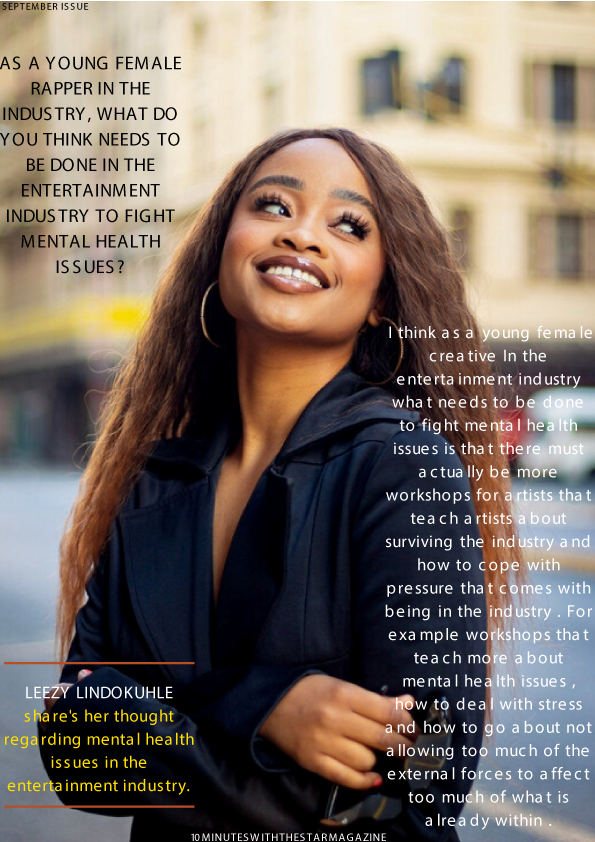 SEPTEMBER ISSUE
AS A YOUNG FEMALE
RAPPER IN THE
INDUSTRY, WHAT DO
YOU THINK NEEDS TO
BE DONE IN THE
ENTERTAINMENT
INDUSTRY TO FIGHT
MENTAL HEALTH
ISSUES?
I think as a young female
creative In the
entertainment industry
what needs to be done
to fight mental health
issues is that there must
actually be more
workshops for artists that
teach artists about
surviving the industry and
how to cope with
pressure that comes with
being in the industry . For
example workshops that
teach more about
mental health issues ,
how to deal with stress
and how to go about not
allowing too much of the
external forces to affect
too much of what is
already within .
LEEZY LINDOKUHLE
share's her thought
regarding mental health
issues in the
entertainment industry.
10MINUTESWITHTHESTARMAGAZINE